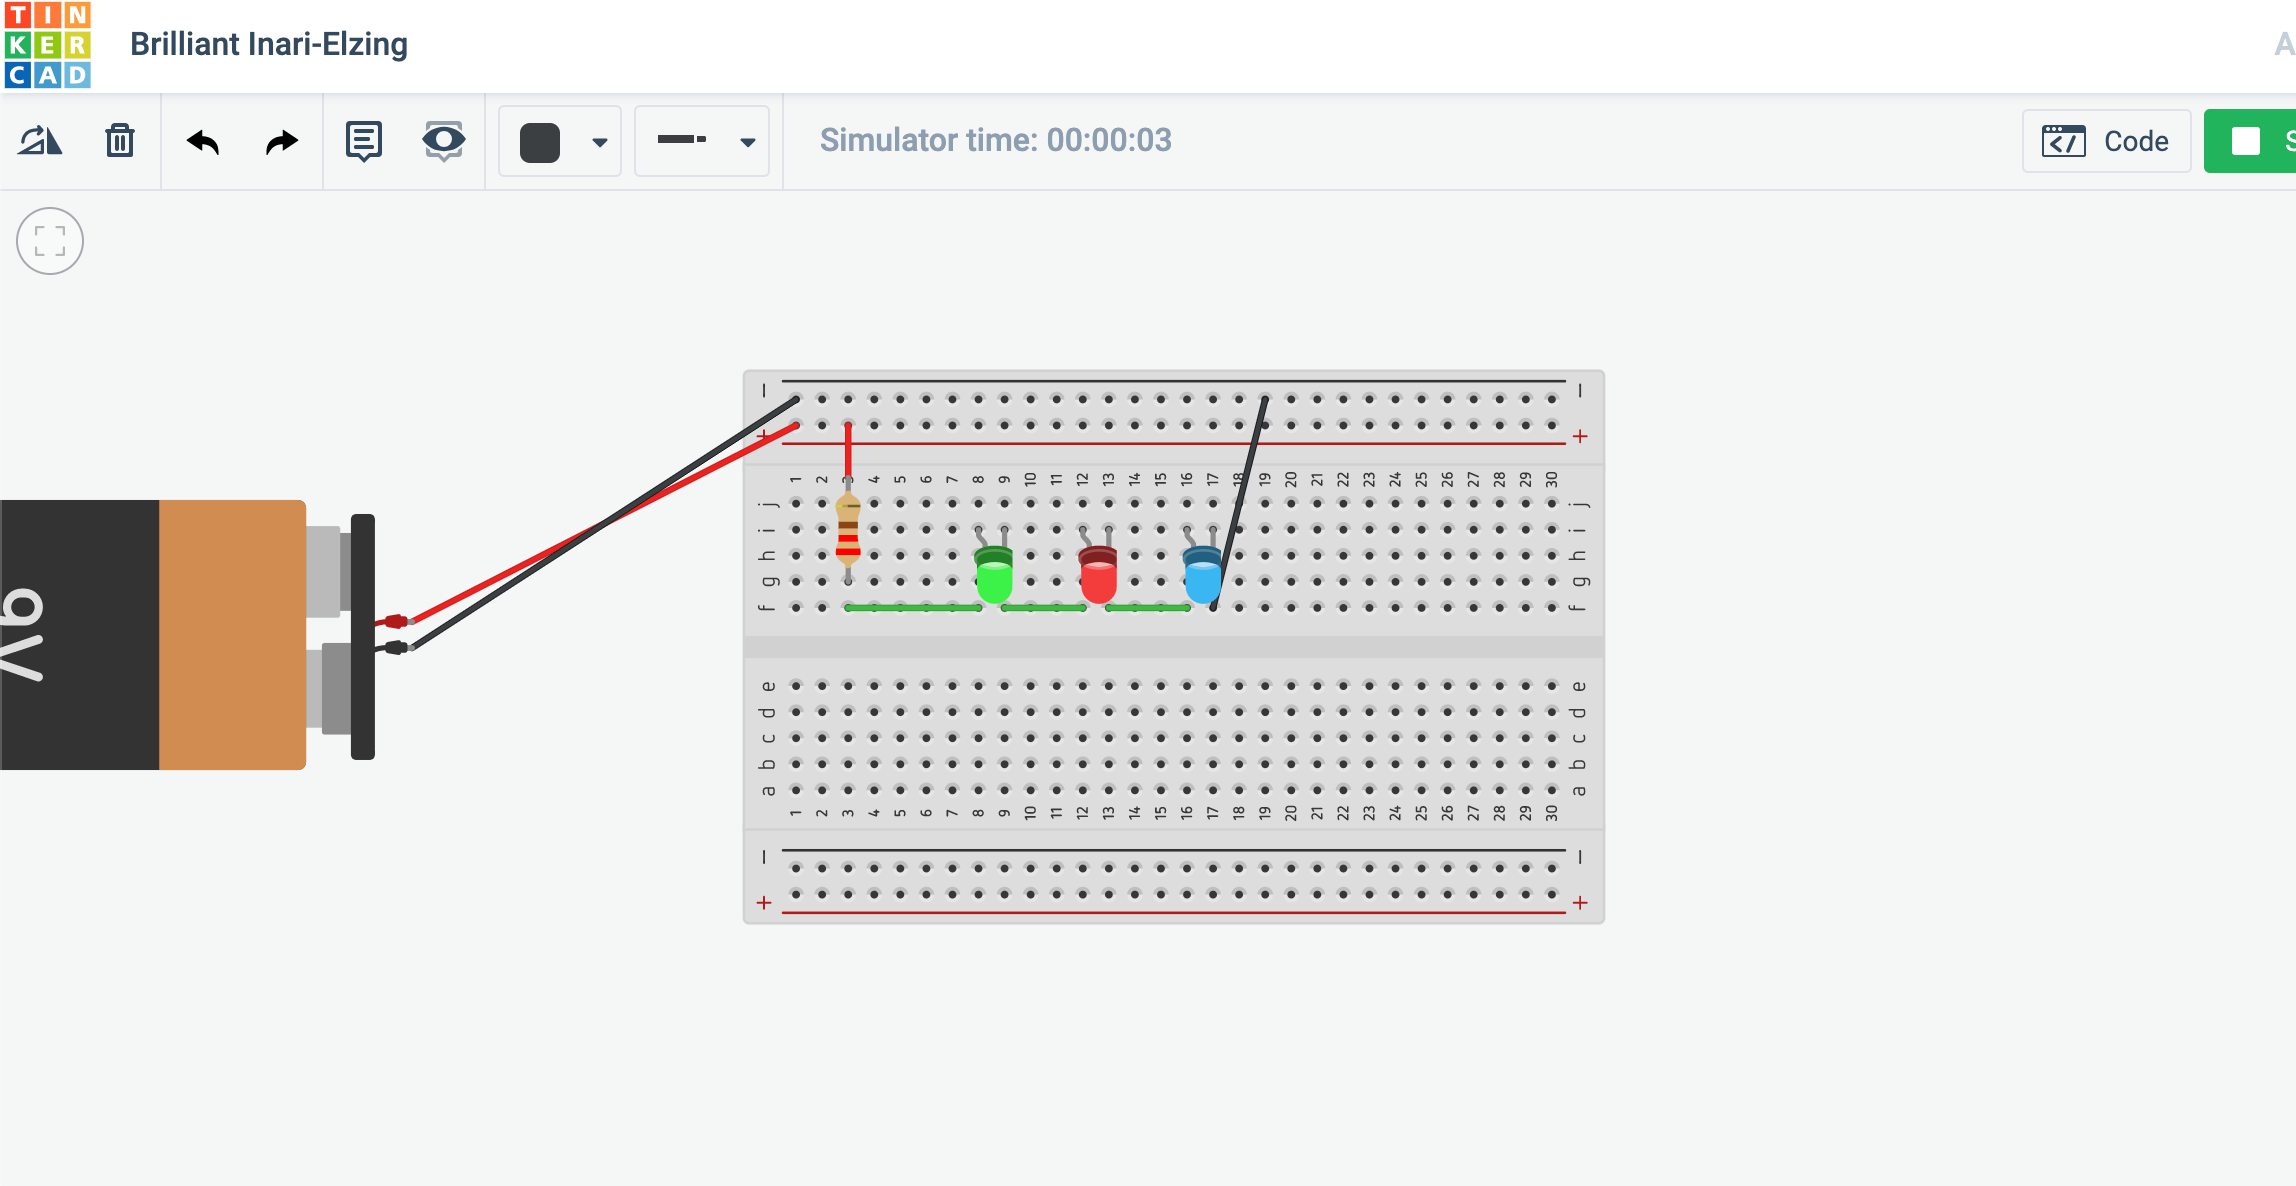 TIN
KER
CAD
Brilliant Inari-Elzing
A
Simulator time: 00:00:03
Code
S
9V
− −
+ +
1 2 3 4 5 6 7 8 9 10 11 12 13 14 15 16 17 18 19 20 21 22 23 24 25 26 27 28 29 30
j j
i i
h h
g g
f f
e e
d d
c c
b b
a a
1 2 3 4 5 6 7 8 9 10 11 12 13 14 15 16 17 18 19 20 21 22 23 24 25 26 27 28 29 30
− −
+ +